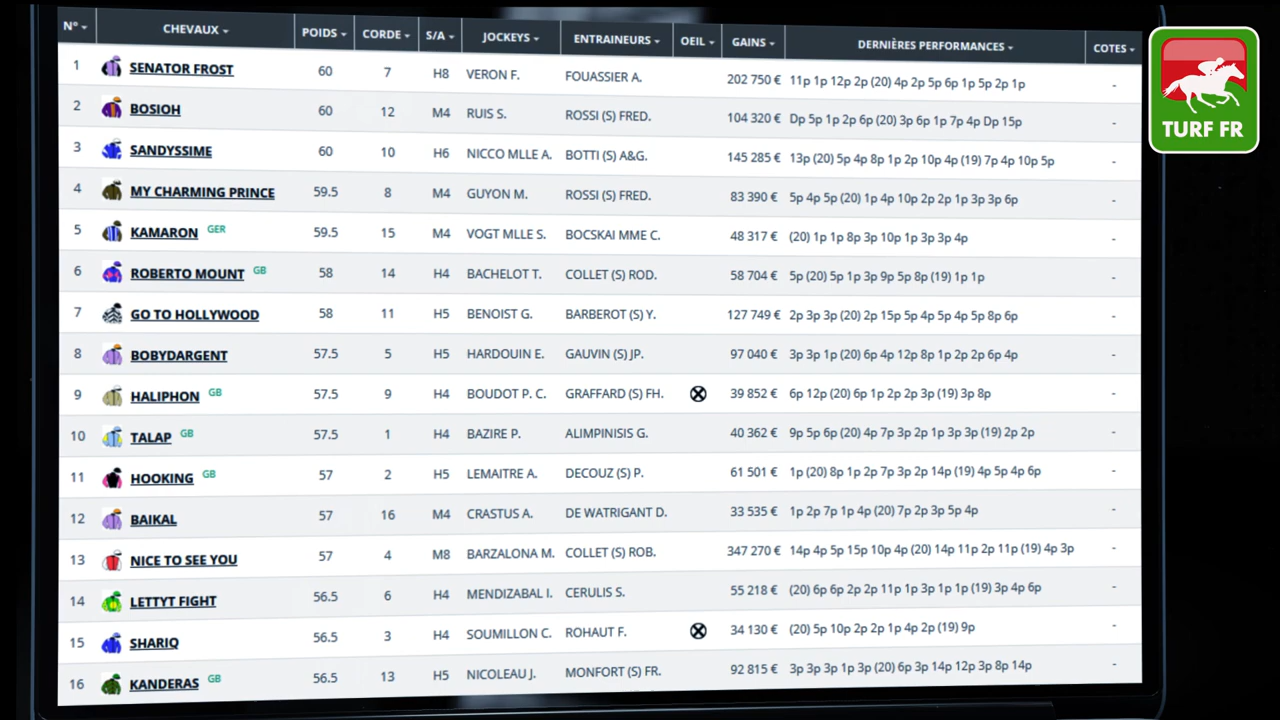 N° CHEVAUX POIDS CORDE S/A JOCKEYS ENTRAINEURS OEIL GAINS DERNIÈRES PERFORMANCES COTES
1 SENATOR FROST 60 7 H8 VERON F. FOUASSIER A. 202 750 € 11p 1p 12p 2p (20) 4p 2p 5p 6p 1p 5p 2p 1p -
2 BOSIOH 60 12 M4 RUIS S. ROSSI (S) FRED. 104 320 € Dp 5p 1p 2p 6p (20) 3p 6p 1p 7p 4p Dp 15p -
3 SANDYSSIME 60 10 H6 NICCO MLLE A. BOTTI (S) A&G. 145 285 € 13p (20) 5p 4p 8p 1p 2p 10p 4p (19) 7p 4p 10p 5p -
4 MY CHARMING PRINCE 59.5 8 M4 GUYON M. ROSSI (S) FRED. 83 390 € 5p 4p 5p (20) 1p 4p 10p 2p 2p 1p 3p 3p 6p -
5 KAMARON GER 59.5 15 M4 VOGT MLLE S. BOCSKAI MME C. 48 317 € (20) 1p 1p 8p 3p 10p 1p 3p 3p 4p -
6 ROBERTO MOUNT GB 58 14 H4 BACHELOT T. COLLET (S) ROD. 58 704 € 5p (20) 5p 1p 3p 9p 5p 8p (19) 1p 1p -
7 GO TO HOLLYWOOD 58 11 H5 BENOIST G. BARBEROT (S) Y. 127 749 € 2p 3p 3p (20) 2p 15p 5p 4p 5p 4p 5p 8p 6p -
8 BOBYDARGENT 57.5 5 H5 HARDOUIN E. GAUVIN (S) JP. 97 040 € 3p 3p 1p (20) 6p 4p 12p 8p 1p 2p 2p 6p 4p -
9 HALIPHON GB 57.5 9 H4 BOUDOT P. C. GRAFFARD (S) FH. 39 852 € 6p 12p (20) 6p 1p 2p 2p 3p (19) 3p 8p -
10 TALAP GB 57.5 1 H4 BAZIRE P. ALIMPINISIS G. 40 362 € 9p 5p 6p (20) 4p 7p 3p 2p 1p 3p 3p (19) 2p 2p -
11 HOOKING GB 57 2 H5 LEMAITRE A. DECOUZ (S) P. 61 501 € 1p (20) 8p 1p 2p 7p 3p 2p 14p (19) 4p 5p 4p 6p -
12 BAIKAL 57 16 M4 CRASTUS A. DE WATRIGANT D. 33 535 € 1p 2p 7p 1p 4p (20) 7p 2p 3p 5p 4p -
13 NICE TO SEE YOU 57 4 M8 BARZALONA M. COLLET (S) ROB. 347 270 € 14p 4p 5p 15p 10p 4p (20) 14p 11p 2p 11p (19) 4p 3p -
14 LETTYT FIGHT 56.5 6 H4 MENDIZABAL I. CERULIS S. 55 218 € (20) 6p 6p 2p 2p 11p 1p 3p 1p 1p (19) 3p 4p 6p -
15 SHARIQ 56.5 3 H4 SOUMILLON C. ROHAUT F. 34 130 € (20) 5p 10p 2p 2p 1p 4p 2p (19) 9p -
16 KANDERAS GB 56.5 13 H5 NICOLEAU J. MONFORT (S) FR. 92 815 € 3p 3p 3p 1p 3p (20) 6p 3p 14p 12p 3p 8p 14p -
TURF FR